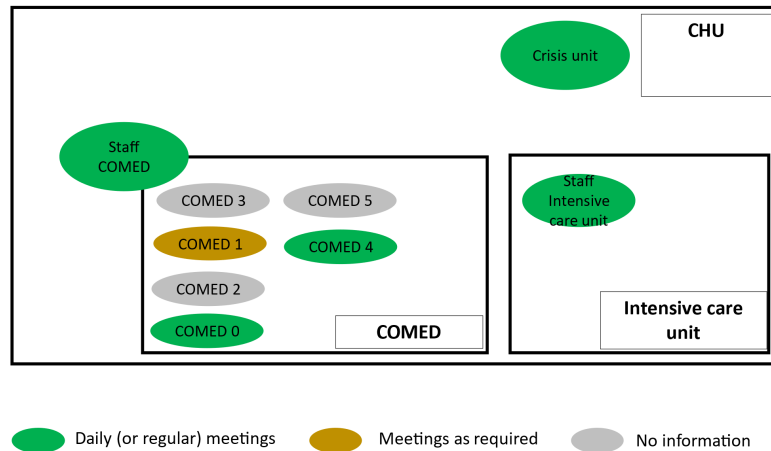 CHU
Crisis unit
Staff
COMED
COMED 3
COMED 5
Staff
Intensive
care unit
COMED 1
COMED 4
COMED 2
COMED 0
COMED
Intensive care
unit
Daily (or regular) meetings
Meetings as required
No information